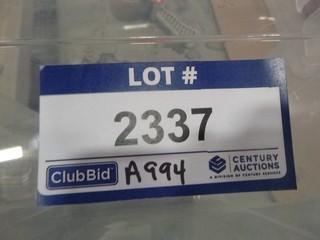 LOT #
2337
ClubBid A994 CENTURY
AUCTIONS
A DIVISION OF CENTURY SERVICES